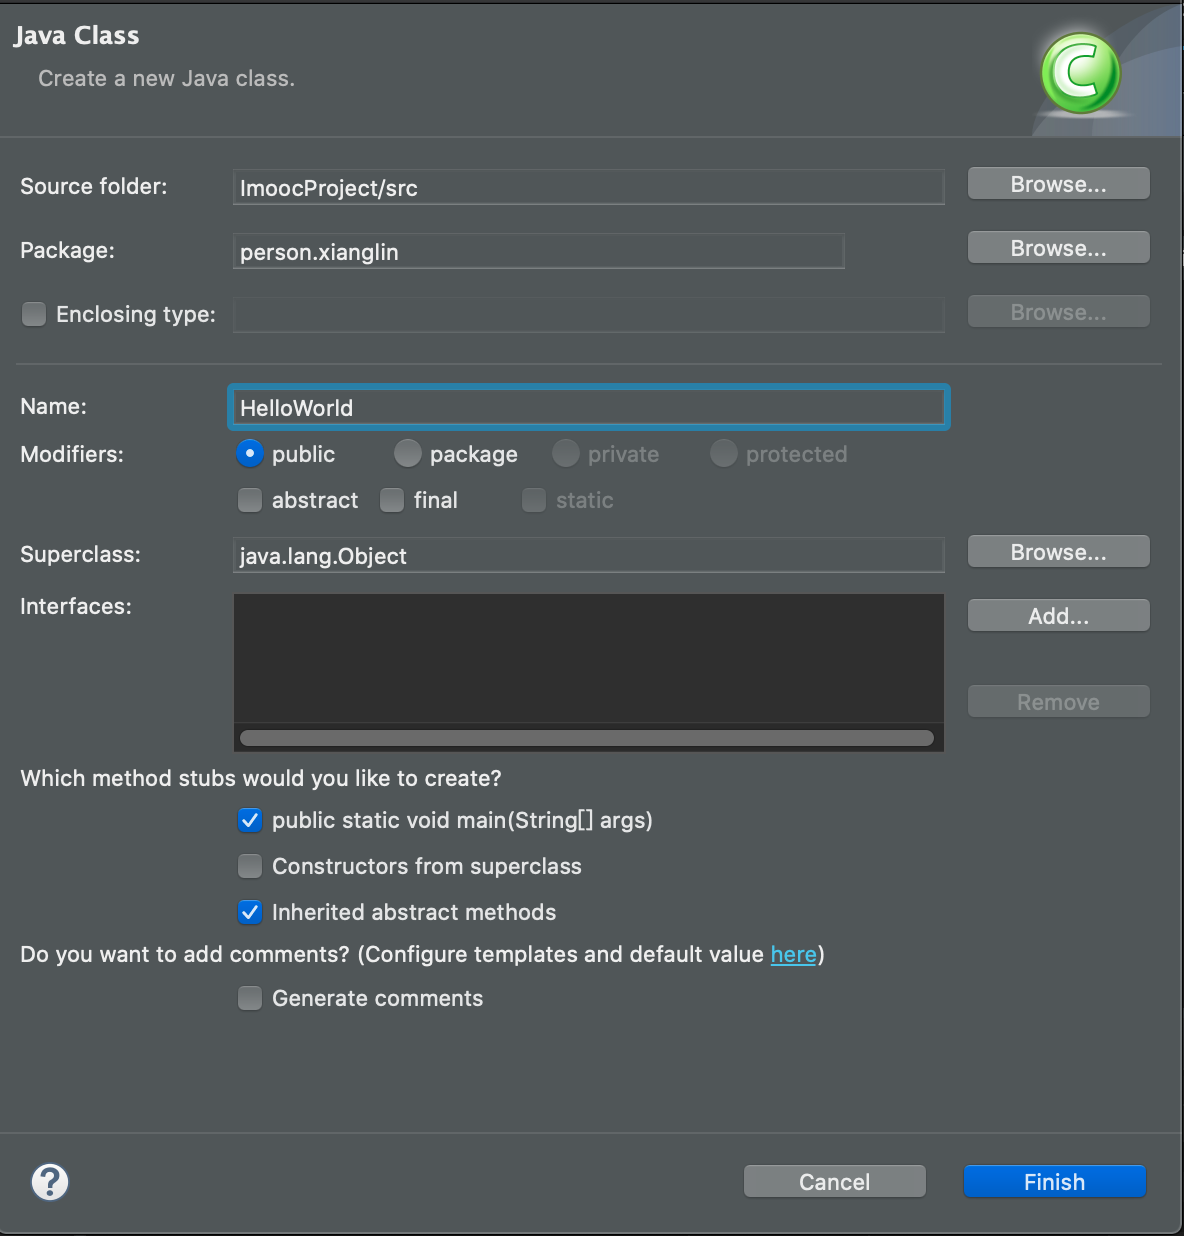 Java Class
Create a new Java class.
C
Source folder: ImoocProject/src Browse...
Package: person.xianglin Browse...
Enclosing type: Browse...
Name: HelloWorld
Modifiers: public package private protected
abstract final static
Superclass: java.lang.Object Browse...
Interfaces: Add...
Remove
Which method stubs would you like to create?
public static void main(String[] args)
Constructors from superclass
Inherited abstract methods
Do you want to add comments? (Configure templates and default value here)
Generate comments
? Cancel Finish